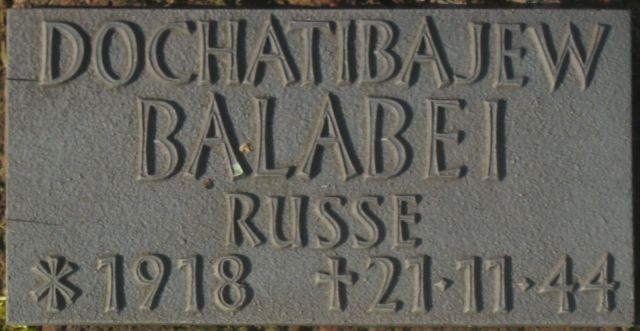 DOCHATIBAJEW
BALABEI
RUSSE
* 1918 † 21·11·44